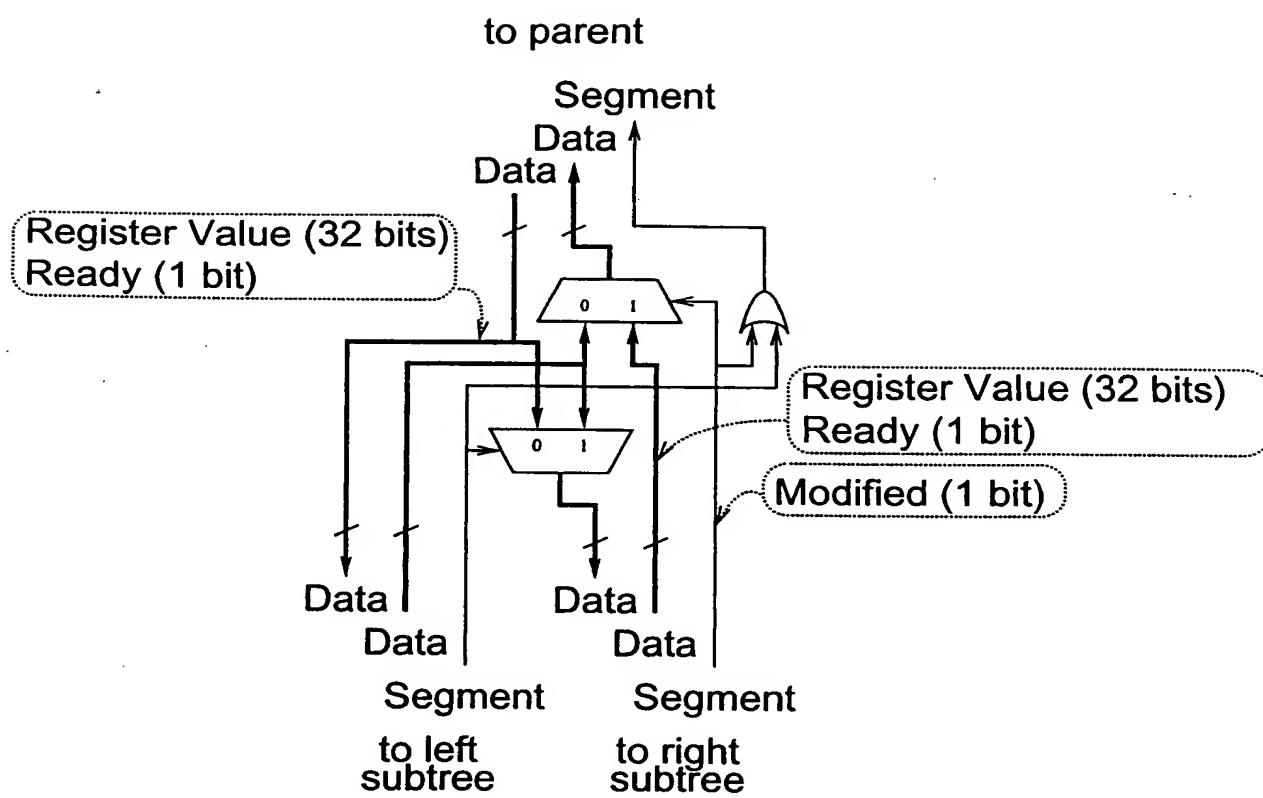 to parent
Segment
Data
Data
Register Value (32 bits)
Ready (1 bit)
0 1
Register Value (32 bits)
Ready (1 bit)
0 1
Modified (1 bit)
Data
Data
Data
Data
Segment
Segment
to left
subtree
to right
subtree